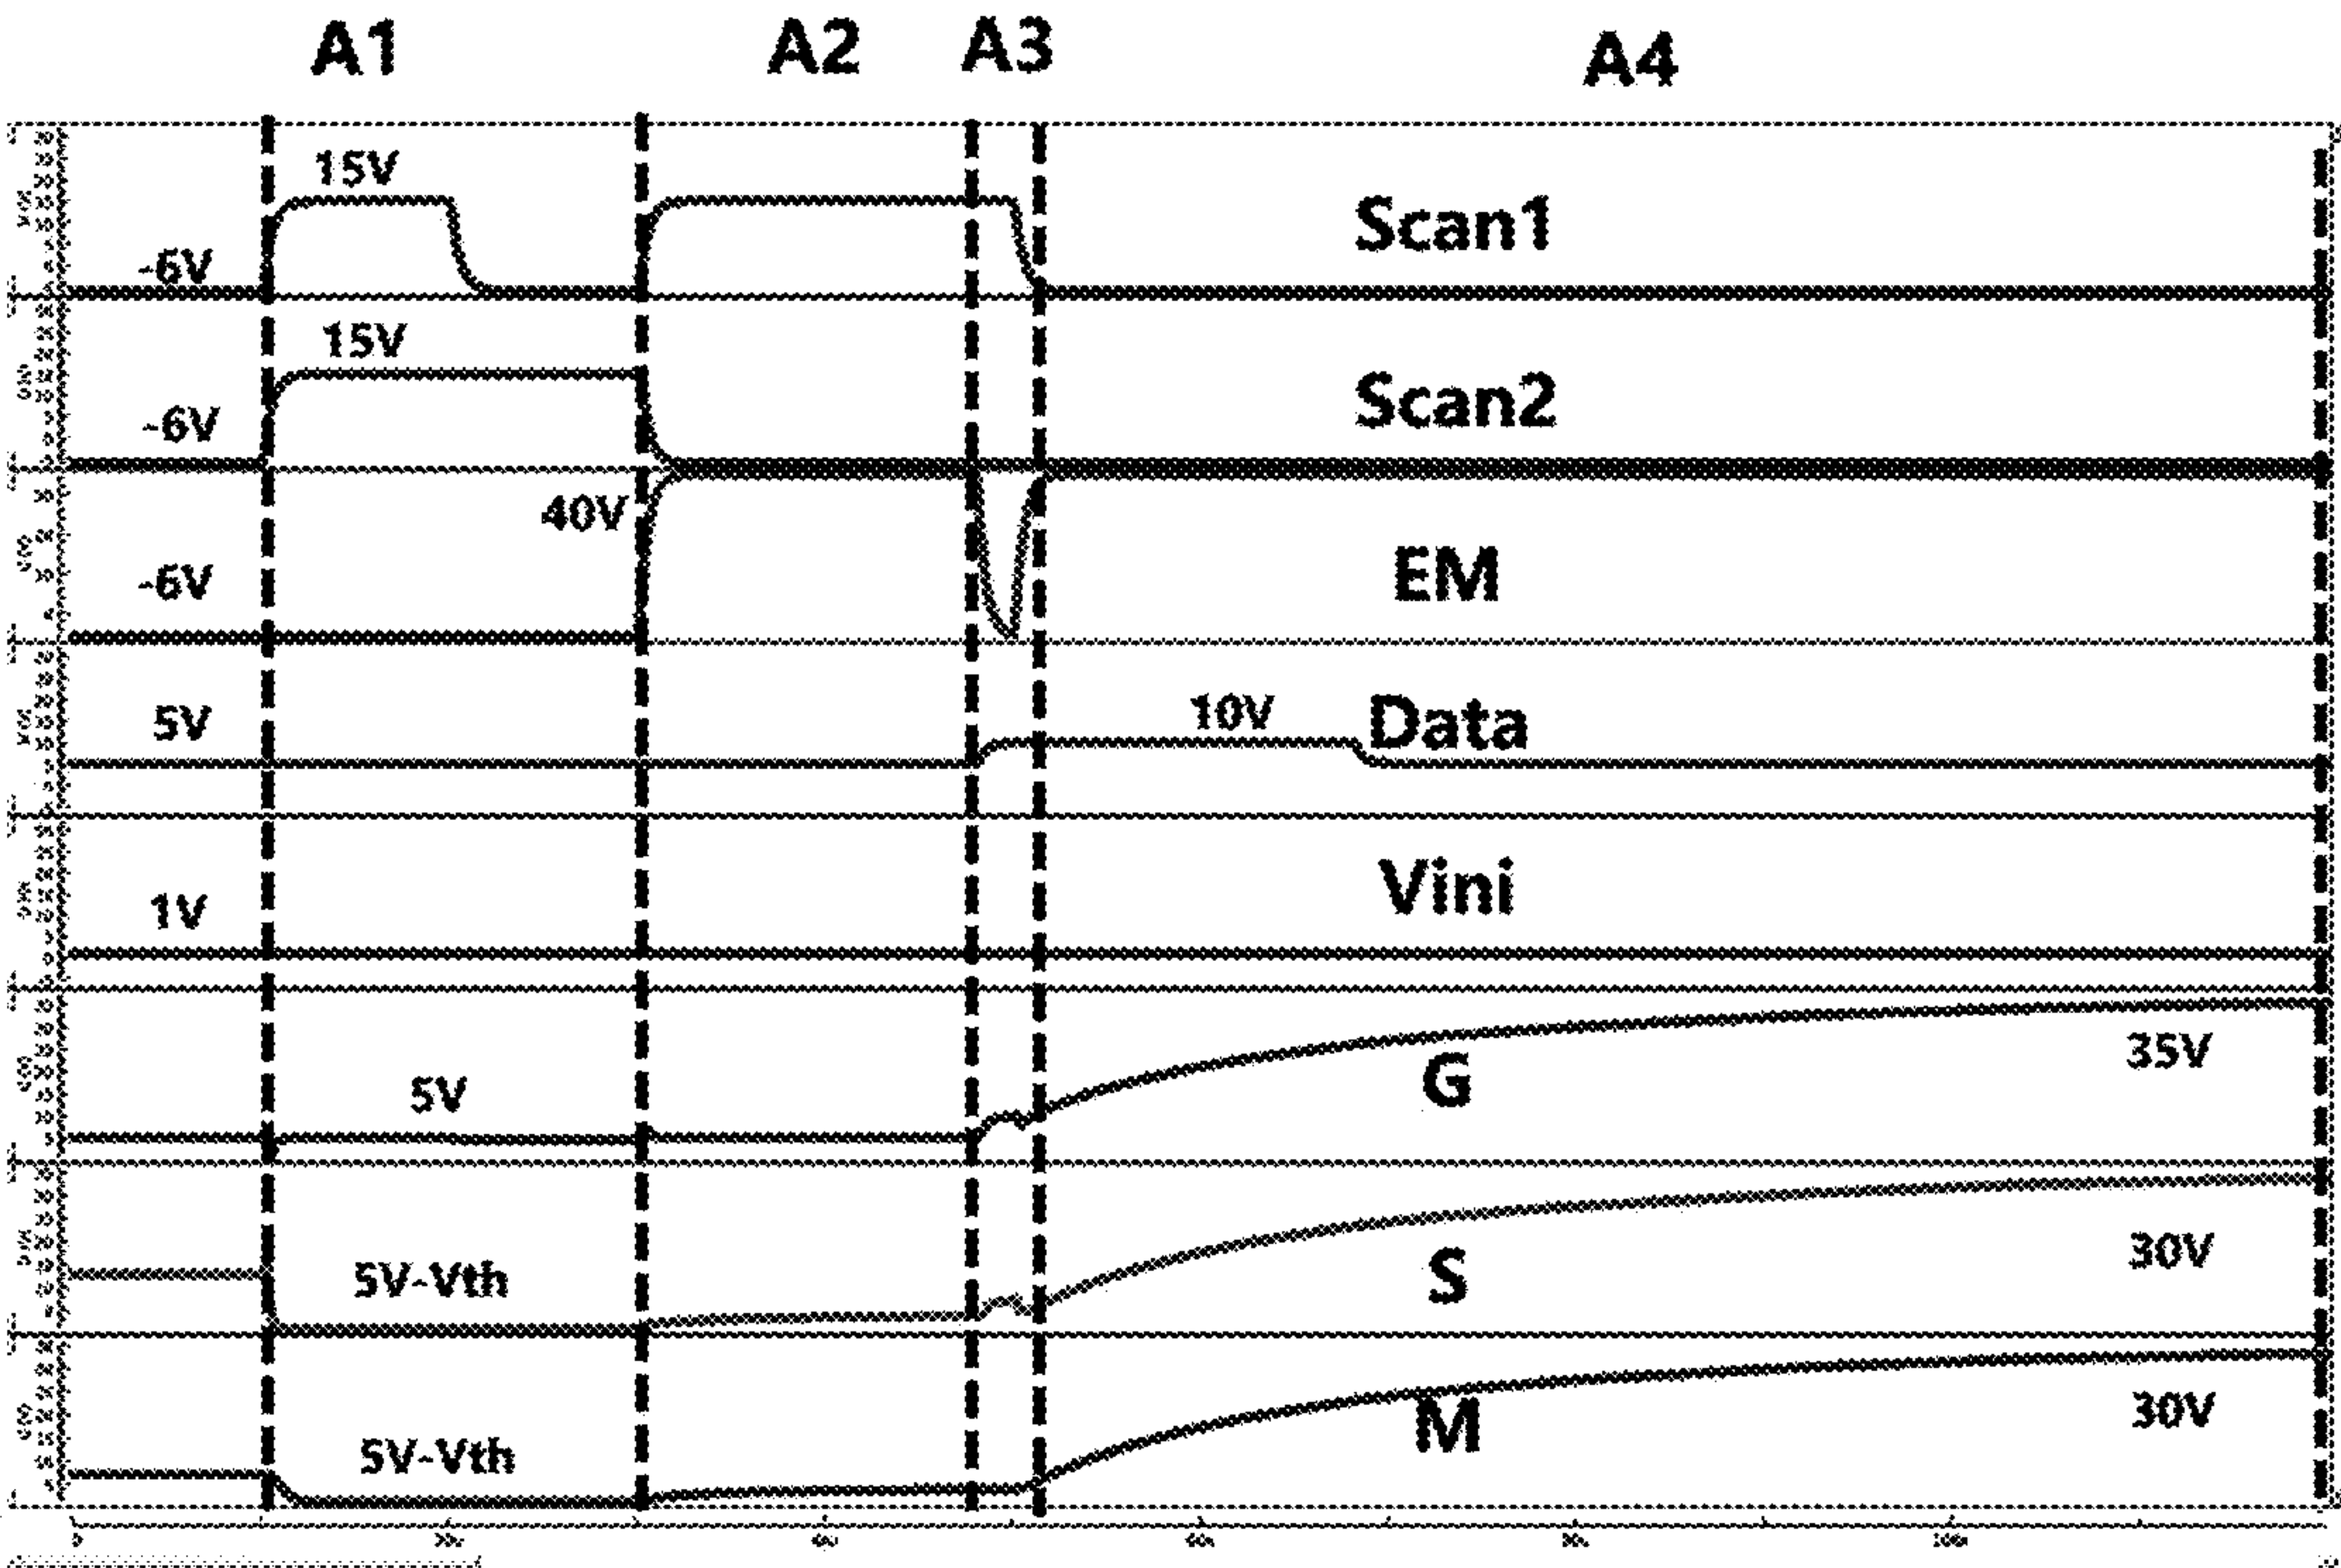 A1 A2 A3 A4
15V
-6V
Scan1
15V
-6V
Scan2
40V
-6V
EM
5V
10V
Data
1V
Vini
5V
G
35V
5V-Vth
S
30V
5V-Vth
M
30V